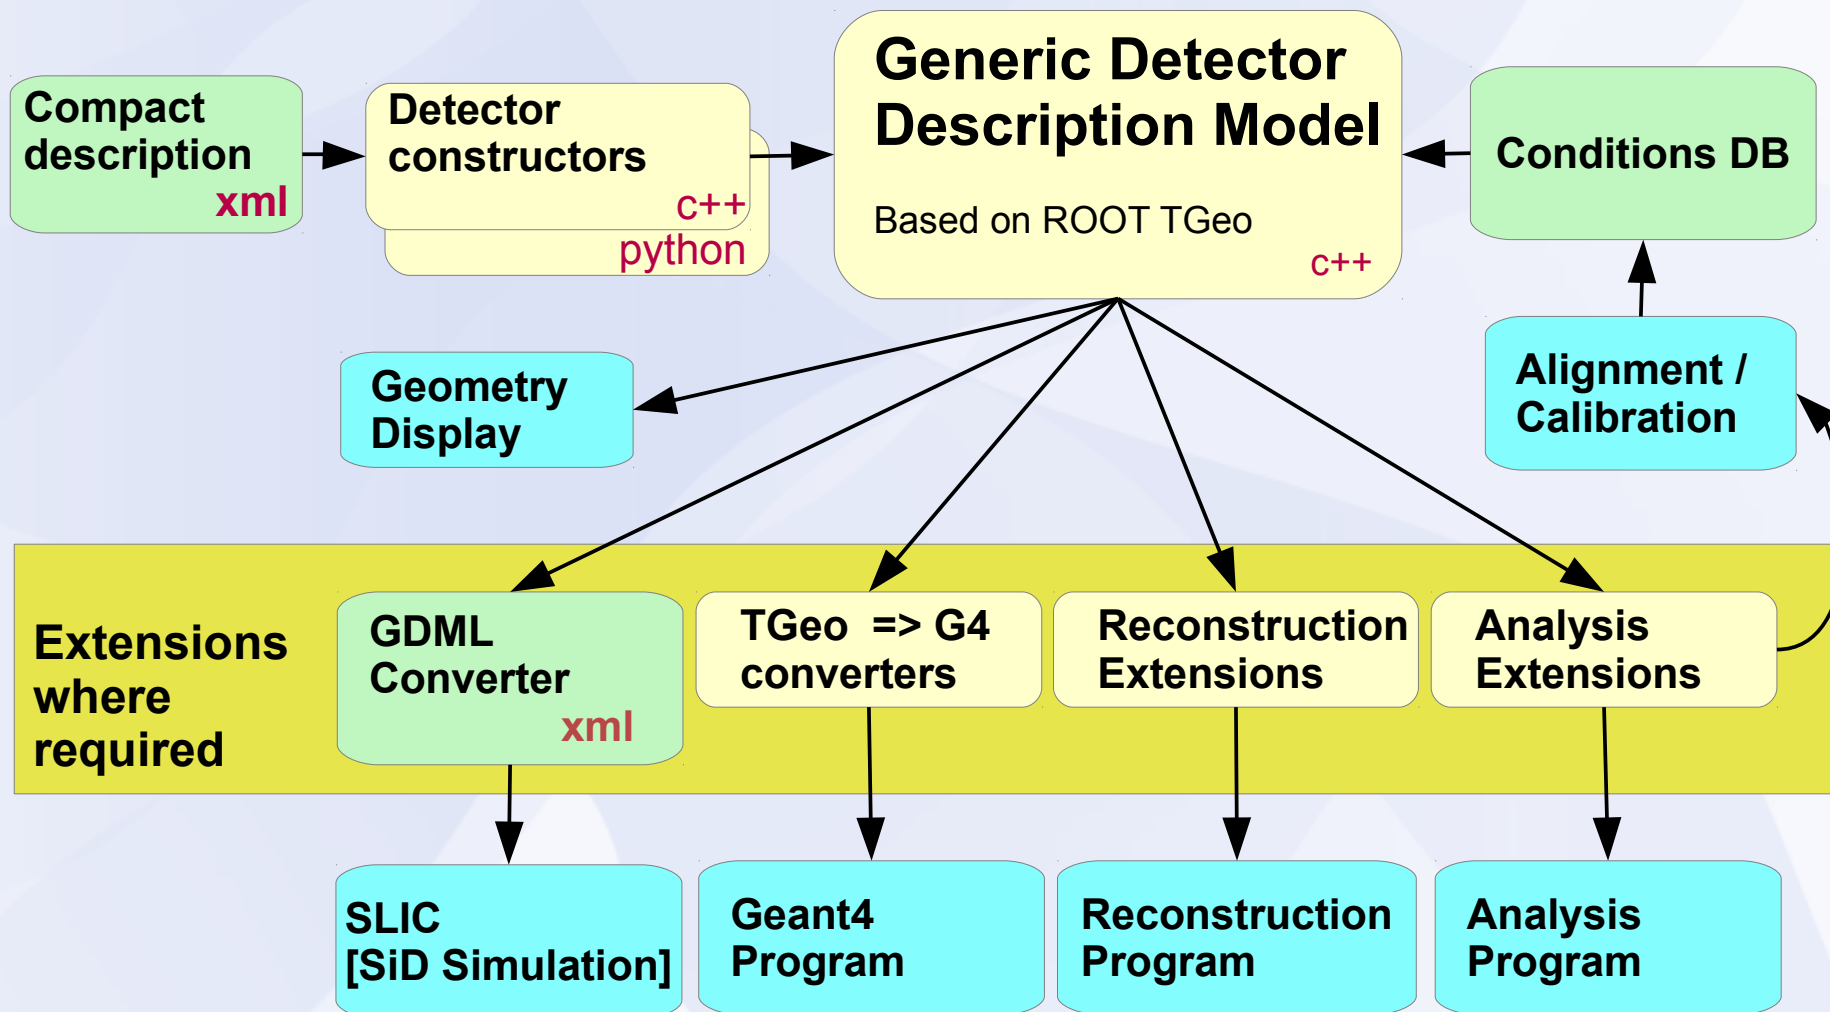 Compact
description
xml
Detector
constructors
c++
python
Generic Detector
Description Model
Based on ROOT TGeo
c++
Conditions DB
Geometry
Display
Alignment /
Calibration
Extensions
where
required
GDML
Converter
xml
TGeo => G4
converters
Reconstruction
Extensions
Analysis
Extensions
SLIC
[SiD Simulation]
Geant4
Program
Reconstruction
Program
Analysis
Program